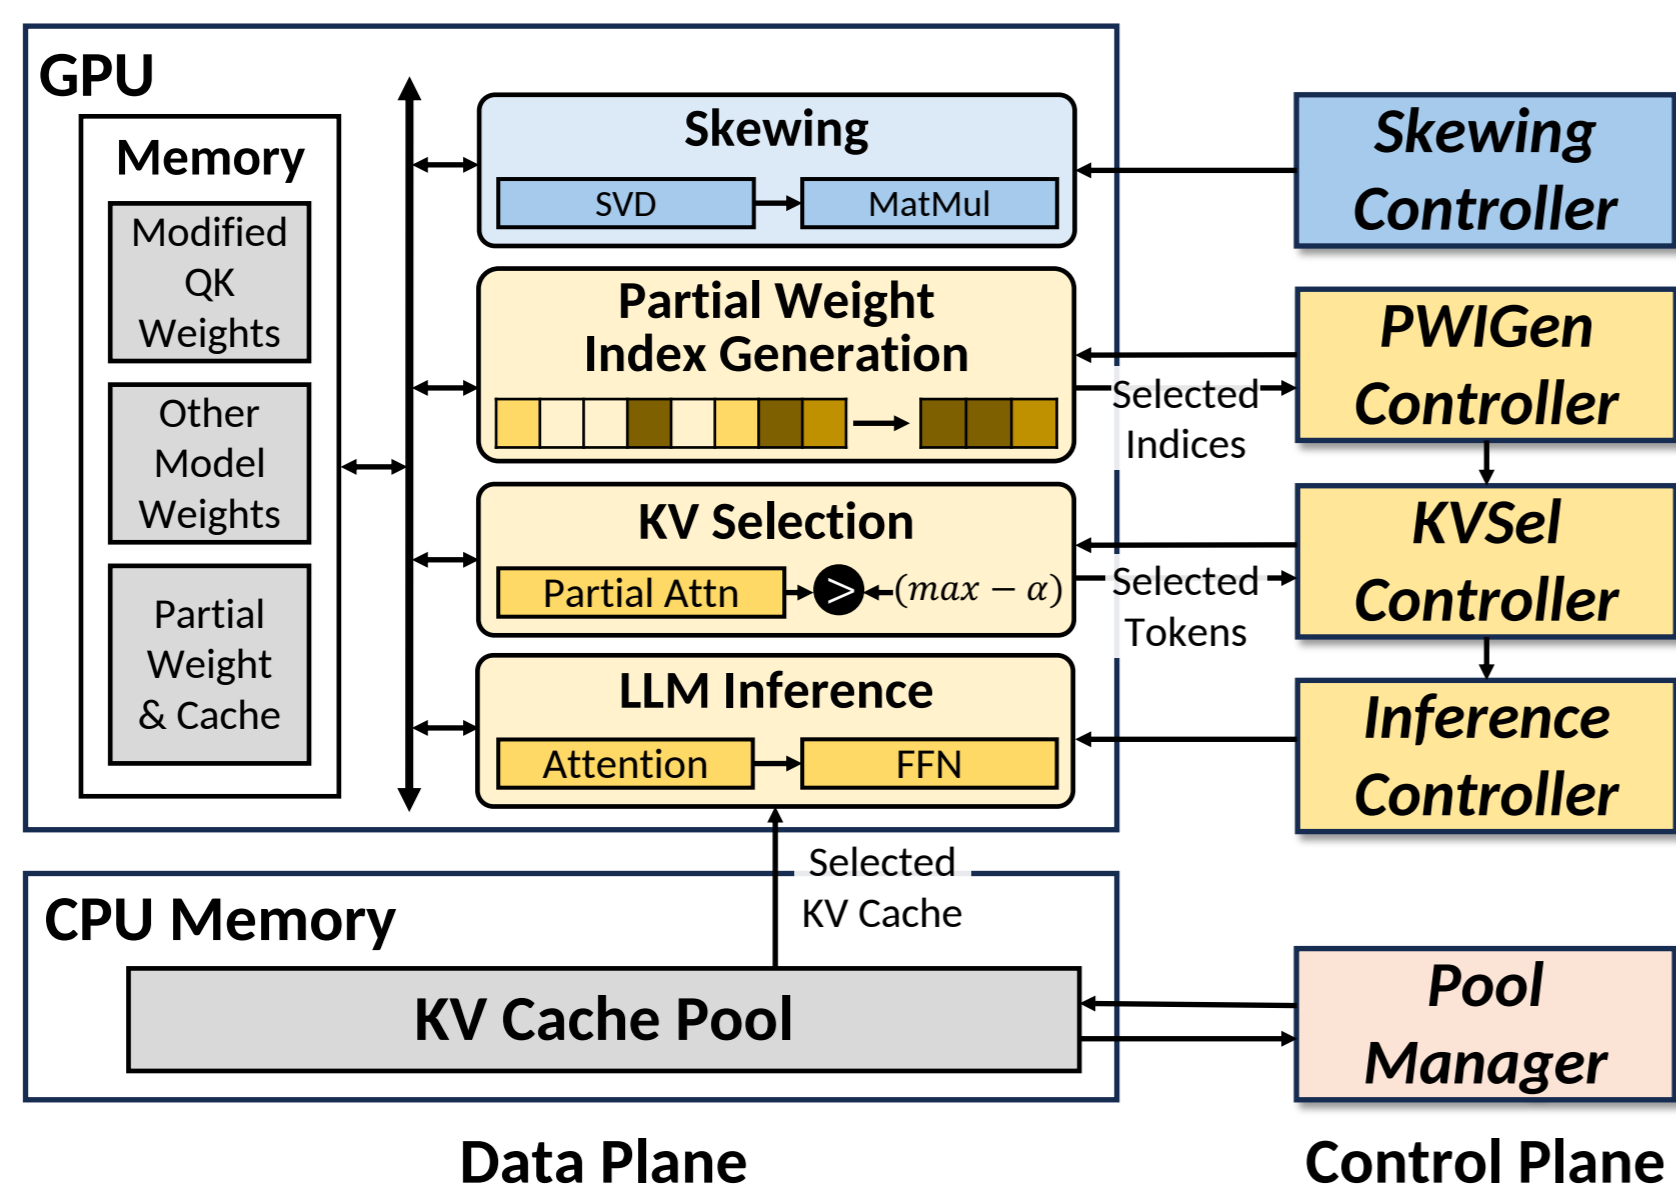 GPU
Memory
Modified
QK
Weights
Other
Model
Weights
Partial
Weight
& Cache
Skewing
SVD
MatMul
Partial Weight
Index Generation
KV Selection
Partial Attn
>
(max − α)
LLM Inference
Attention
FFN
Selected
Indices
Selected
Tokens
Skewing
Controller
PWIGen
Controller
KVSel
Controller
Inference
Controller
Selected
KV Cache
CPU Memory
KV Cache Pool
Pool
Manager
Data Plane
Control Plane